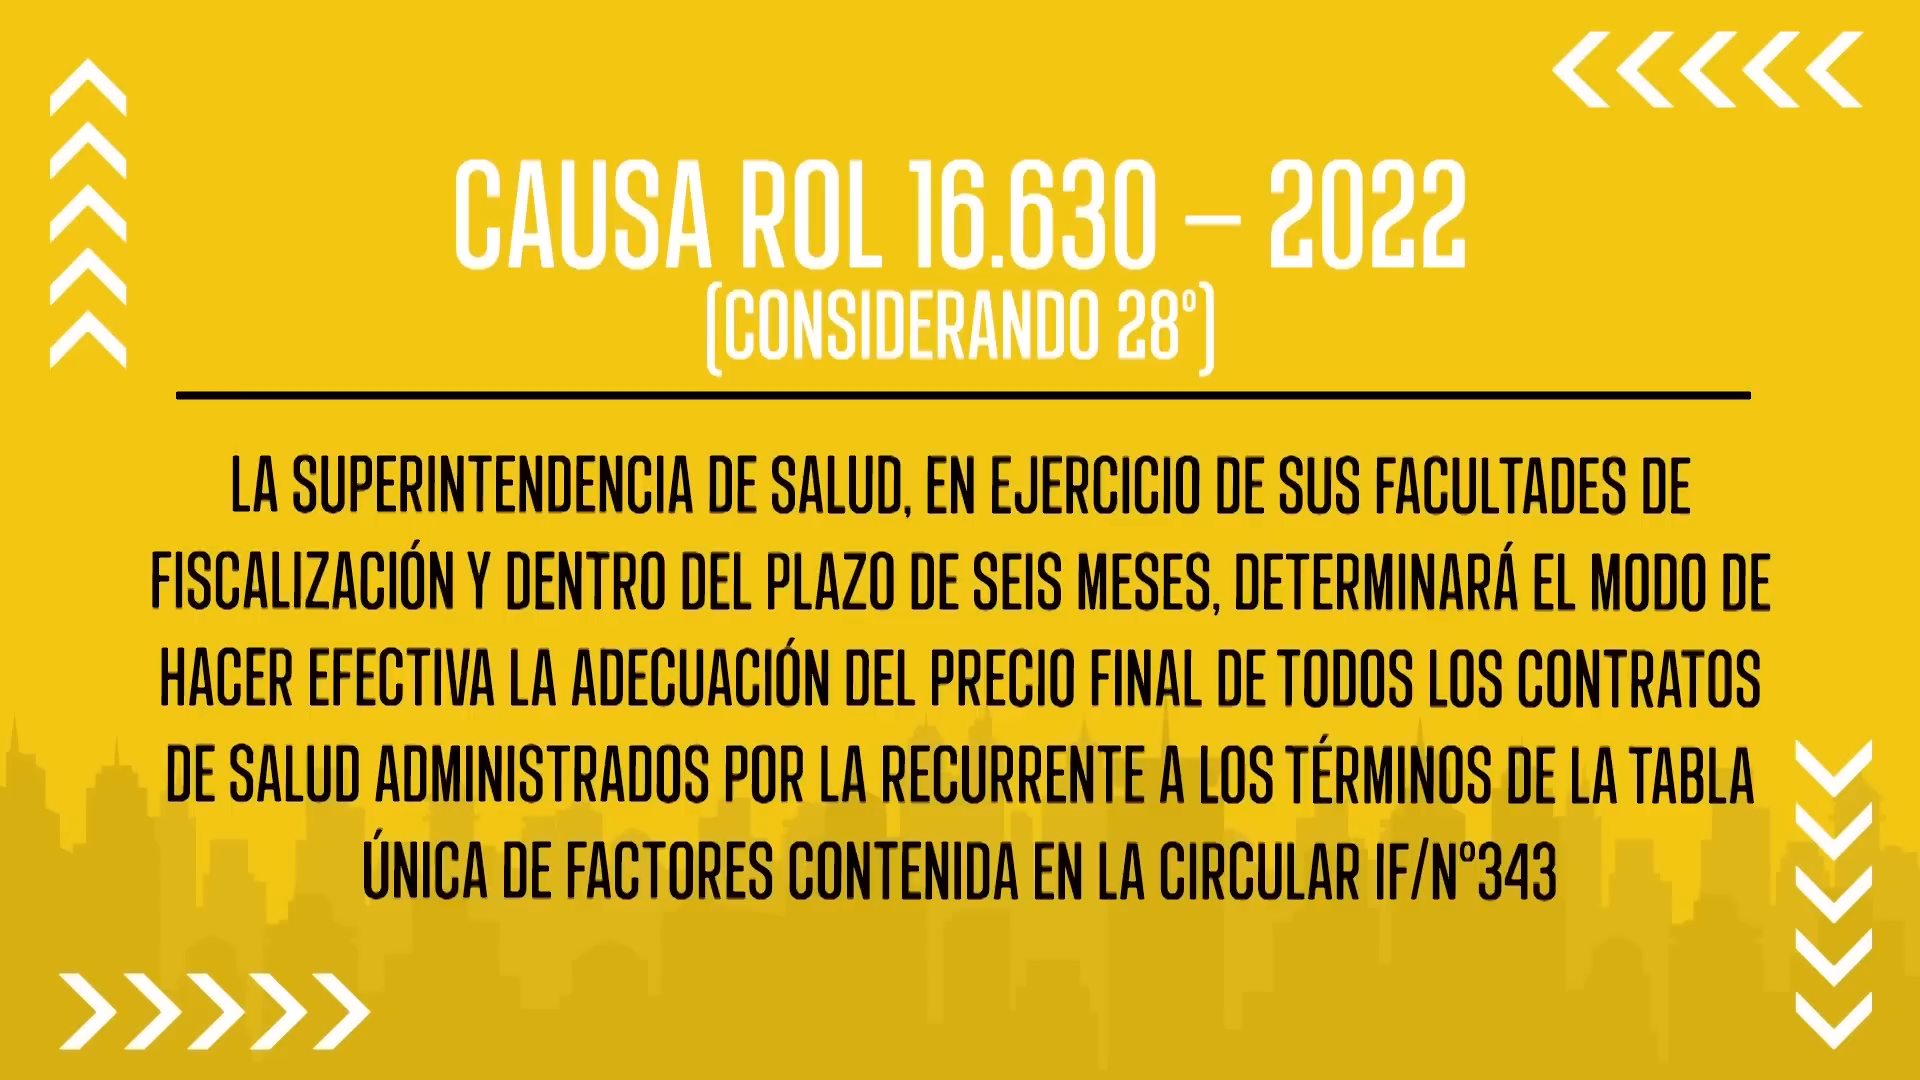 CAUSA ROL 16.630 – 2022
(CONSIDERANDO 28°)
LA SUPERINTENDENCIA DE SALUD, EN EJERCICIO DE SUS FACULTADES DE
FISCALIZACIÓN Y DENTRO DEL PLAZO DE SEIS MESES, DETERMINARÁ EL MODO DE
HACER EFECTIVA LA ADECUACIÓN DEL PRECIO FINAL DE TODOS LOS CONTRATOS
DE SALUD ADMINISTRADOS POR LA RECURRENTE A LOS TÉRMINOS DE LA TABLA
ÚNICA DE FACTORES CONTENIDA EN LA CIRCULAR IF/N°343